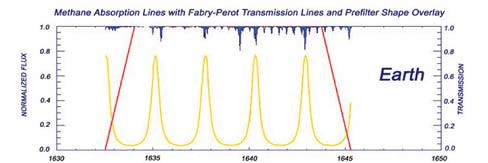 Methane Absorption Lines with Fabry-Perot Transmission Lines and Prefilter Shape Overlay
1.0 1.0
0.8 0.8
0.6 Earth 0.6
0.4 0.4
0.2 0.2
0.0 0.0
NORMALIZED FLUX
TRANSMISSION
1630 1635 1640 1645 1650